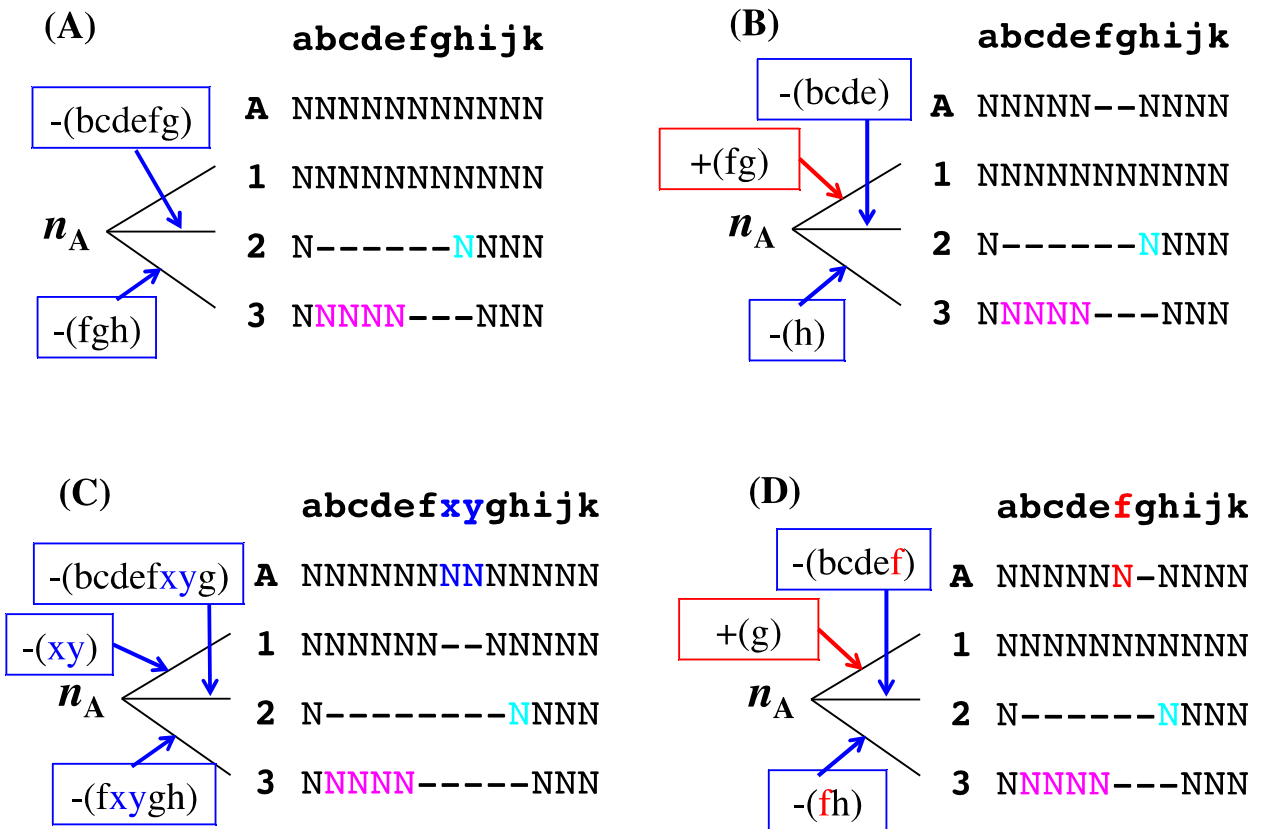 (A)
abcdefghijk
-(bcdefg)
A NNNNNNNNNNN
1 NNNNNNNNNNN
nA
2 N------NNNNN
-(fgh)
3 NNNNN---NNN
(B)
abcdefghijk
-(bcde)
A NNNNN--NNNN
+(fg)
1 NNNNNNNNNNN
nA
2 N------NNNN
-(h)
3 NNNNN---NNN
(C)
abcdefxyghijk
-(bcdefxyg)
A NNNNNNNNNNNNN
-(xy)
1 NNNNNN--NNNNN
nA
2 N--------NNNN
-(fxygh)
3 NNNNN-----NNN
(D)
abcdefghijk
-(bcdef)
A NNNNNN-NNNN
+(g)
1 NNNNNNNNNNN
nA
2 N------NNNN
-(fh)
3 NNNNN---NNN